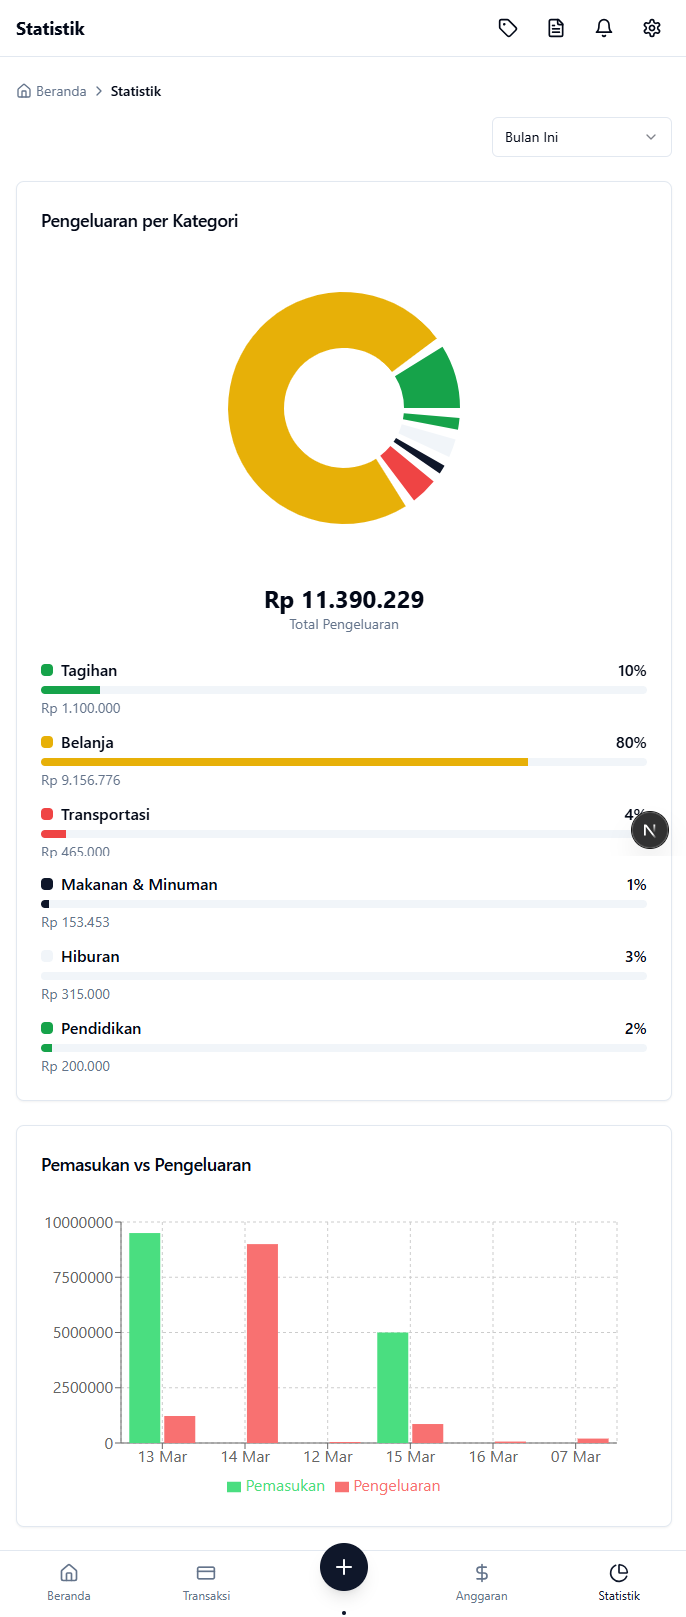 Statistik
Beranda > Statistik
Bulan Ini
Pengeluaran per Kategori
Rp 11.390.229
Total Pengeluaran
Tagihan 10%
Rp 1.100.000
Belanja 80%
Rp 9.156.776
Transportasi 4%
Rp 465.000
Makanan & Minuman 1%
Rp 153.453
Hiburan 3%
Rp 315.000
Pendidikan 2%
Rp 200.000
Pemasukan vs Pengeluaran
10000000
7500000
5000000
2500000
0
13 Mar 14 Mar 12 Mar 15 Mar 16 Mar 07 Mar
Pemasukan Pengeluaran
Beranda Transaksi Anggaran Statistik